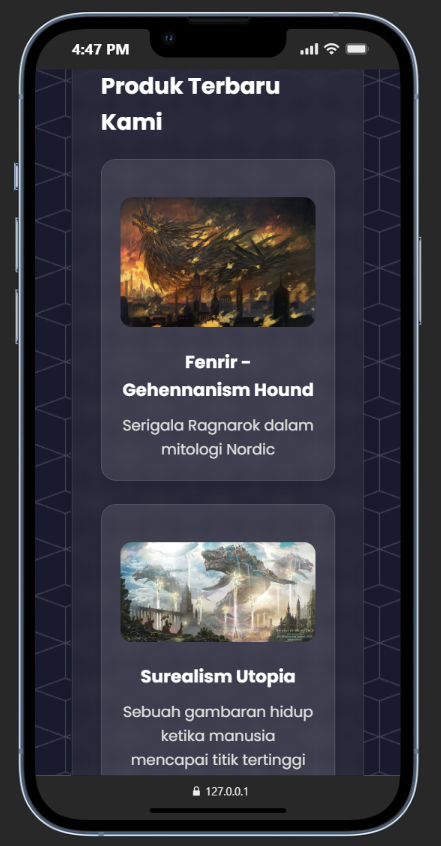 4:47 PM
Produk Terbaru
Kami
Fenrir -
Gehennanism Hound
Serigala Ragnarok dalam
mitologi Nordic
Surealism Utopia
Sebuah gambaran hidup
ketika manusia
mencapai titik tertinggi
127.0.0.1